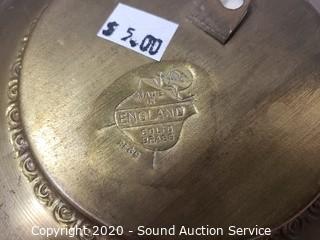 $ 5.00
MADE
IN
ENGLAND
SOLID
BRASS
Copyright©2020 - Sound Auction Service